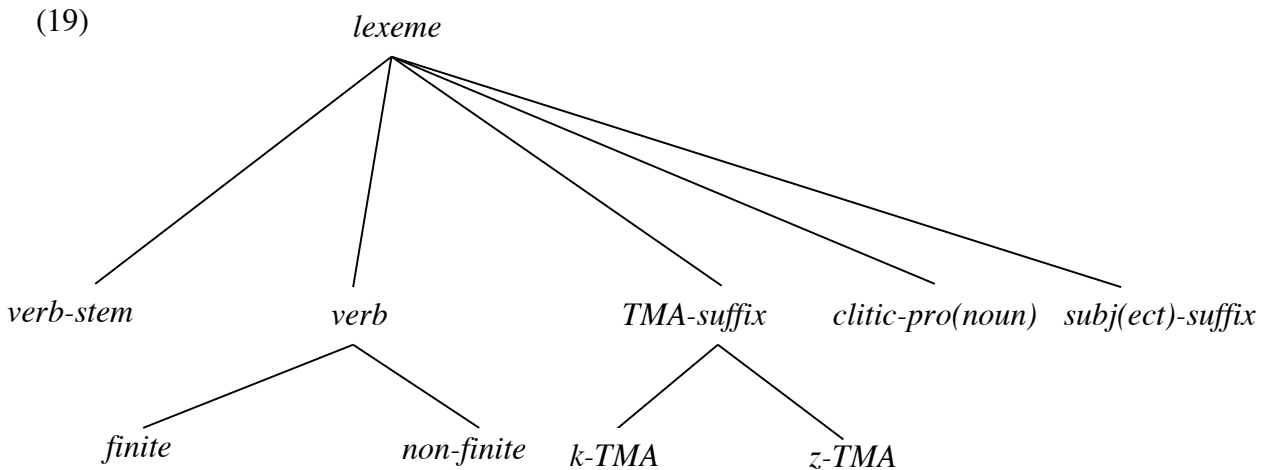 (19)
lexeme
verb-stem verb TMA-suffix clitic-pro(noun) subj(ect)-suffix
finite non-finite k-TMA z-TMA